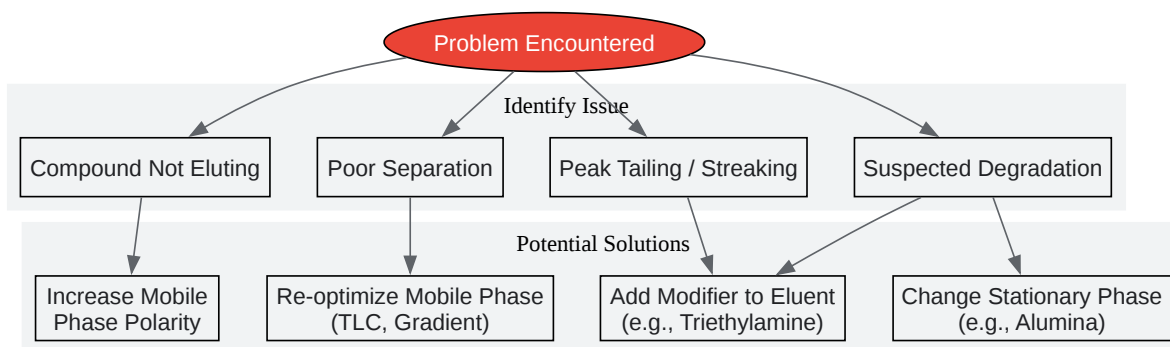 Problem Encountered
Identify Issue
Compound Not Eluting
Poor Separation
Peak Tailing / Streaking
Suspected Degradation
Potential Solutions
Increase Mobile
Phase Polarity
Re-optimize Mobile Phase
(TLC, Gradient)
Add Modifier to Eluent
(e.g., Triethylamine)
Change Stationary Phase
(e.g., Alumina)